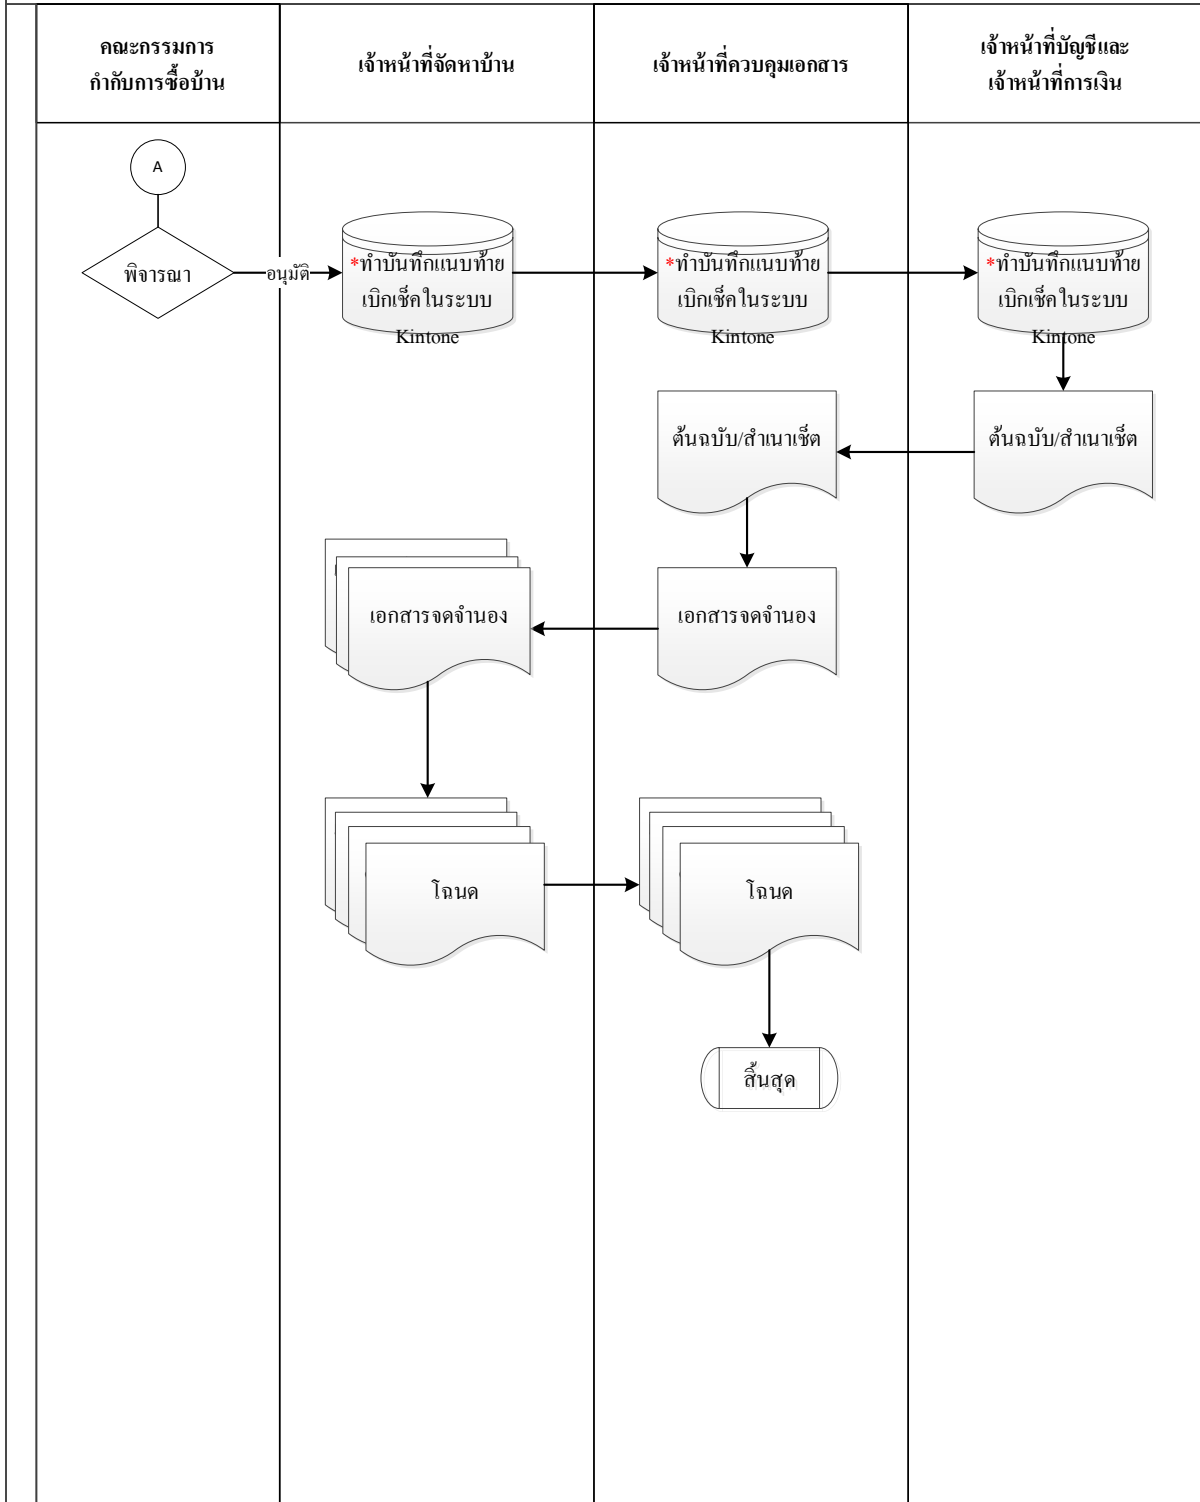 คณะกรรมการ
กำกับการซื้อบ้าน
เจ้าหน้าที่จัดหาบ้าน
เจ้าหน้าที่ควบคุมเอกสาร
เจ้าหน้าที่บัญชีและ
เจ้าหน้าที่การเงิน
A
พิจารณา
อนุมัติ
*ทำบันทึกแนบท้าย
เบิกเช็คในระบบ
Kintone
*ทำบันทึกแนบท้าย
เบิกเช็คในระบบ
Kintone
*ทำบันทึกแนบท้าย
เบิกเช็คในระบบ
Kintone
ต้นฉบับ/สำเนาเช็ต
ต้นฉบับ/สำเนาเช็ต
เอกสารจดจำนอง
เอกสารจดจำนอง
โฉนด
โฉนด
สิ้นสุด